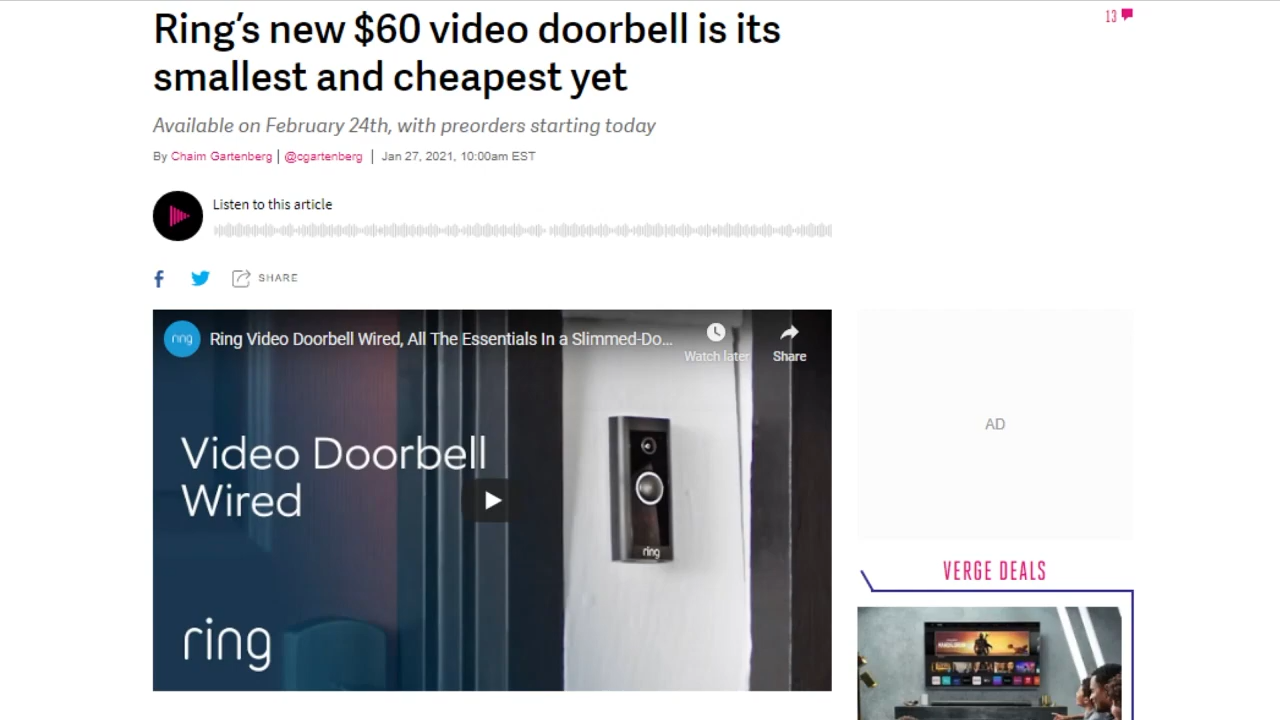 Ring's new $60 video doorbell is its
smallest and cheapest yet
13
Available on February 24th, with preorders starting today
By Chaim Gartenberg | @cgartenberg | Jan 27, 2021, 10:00am EST
Listen to this article
SHARE
ring
Ring Video Doorbell Wired, All The Essentials In a Slimmed-Do...
Watch later
Share
Video Doorbell
Wired
ring
ring
AD
VERGE DEALS